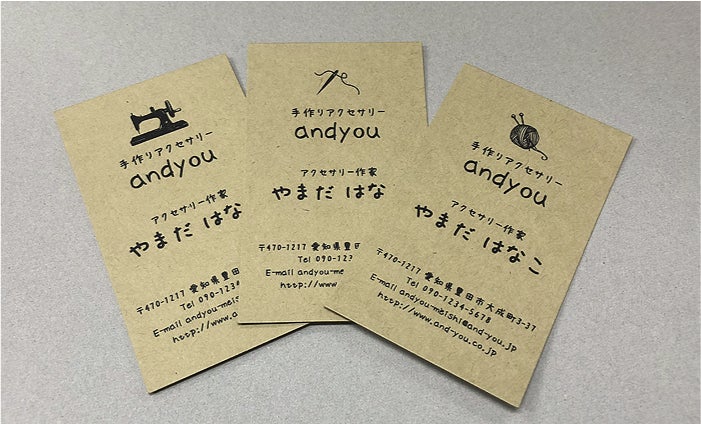 手作りアクセサリー
andyou
アクセサリー作家
やまだ はな
〒470-1217 愛知県豊田
Tel 090-1234
E-mail andyou-m
http://www.a
手作りアクセサリー
andyou
アクセサリー作家
やまだ はな
〒470-1217 愛知県豊田
Tel 090-123
E-mail andyou-me
http://www
手作りアクセサリー
andyou
アクセサリー作家
やまだ はなこ
〒470-1217 愛知県豊田市大成町3-37
Tel 090-1234-5678
E-mail andyou-meishi@and-you.jp
http://www.and-you.co.jp